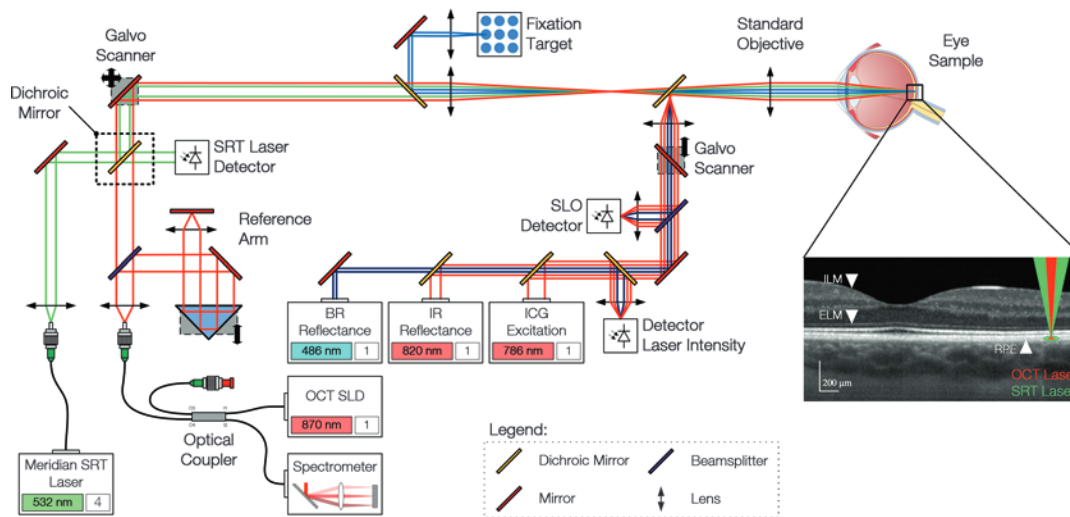 Galvo
Scanner
Fixation
Target
Standard
Objective
Eye
Sample
Dichroic
Mirror
SRT Laser
Detector
Galvo
Scanner
SLO
Detector
Reference
Arm
BR
Reflectance
486 nm 1
IR
Reflectance
820 nm 1
ICG
Excitation
786 nm 1
Detector
Laser Intensity
ILM
ELM
RPE
200 µm
OCT Laser
SRT Laser
OCT SLD
870 nm 1
Optical
Coupler
Spectrometer
Meridian SRT
Laser
532 nm 4
Legend:
Dichroic Mirror
Beamsplitter
Mirror
Lens